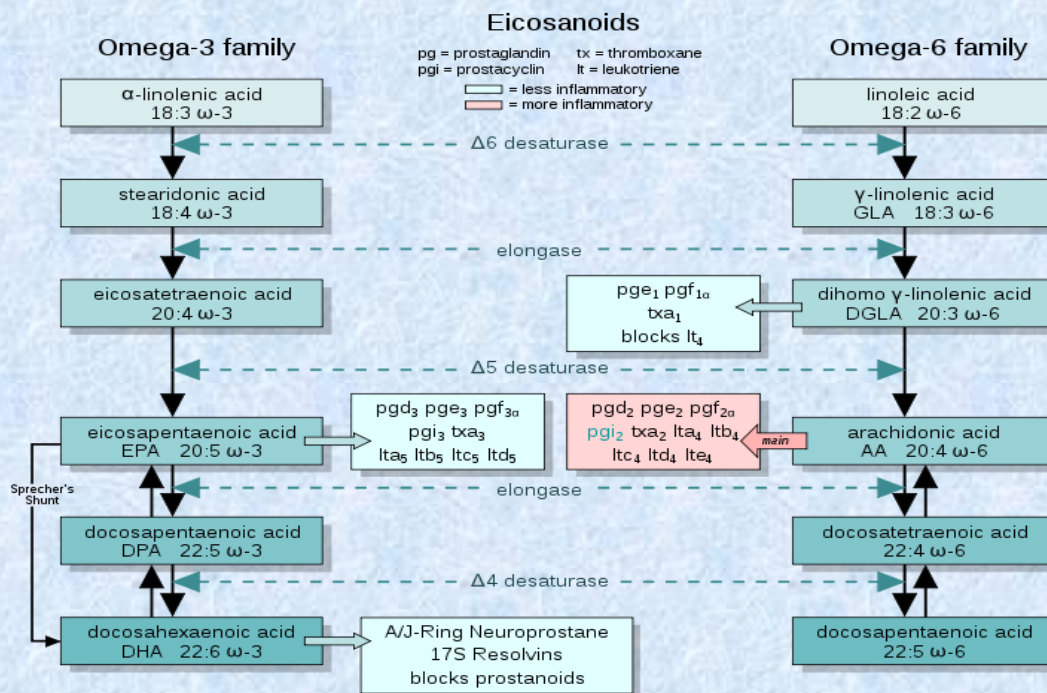 Eicosanoids
Omega-3 family
Omega-6 family
pg = prostaglandin tx = thromboxane
pgi = prostacyclin lt = leukotriene
= less inflammatory
= more inflammatory
α-linolenic acid
18:3 ω-3
linoleic acid
18:2 ω-6
Δ6 desaturase
stearidonic acid
18:4 ω-3
γ-linolenic acid
GLA 18:3 ω-6
elongase
eicosatetraenoic acid
20:4 ω-3
pge₁ pgf₁α
txa₁
blocks lt₄
dihomo γ-linolenic acid
DGLA 20:3 ω-6
Δ5 desaturase
eicosapentaenoic acid
EPA 20:5 ω-3
pgd₃ pge₃ pgf₃α
pgi₃ txa₃
lta₅ ltb₅ ltc₅ ltd₅
pgd₂ pge₂ pgf₂α
pgi₂ txa₂ lta₄ ltb₄
ltc₄ ltd₄ lte₄
main
arachidonic acid
AA 20:4 ω-6
Sprecher's
Shunt
elongase
docosapentaenoic acid
DPA 22:5 ω-3
docosatetraenoic acid
22:4 ω-6
Δ4 desaturase
docosahexaenoic acid
DHA 22:6 ω-3
A/J-Ring Neuroprostane
17S Resolvins
blocks prostanoids
docosapentaenoic acid
22:5 ω-6